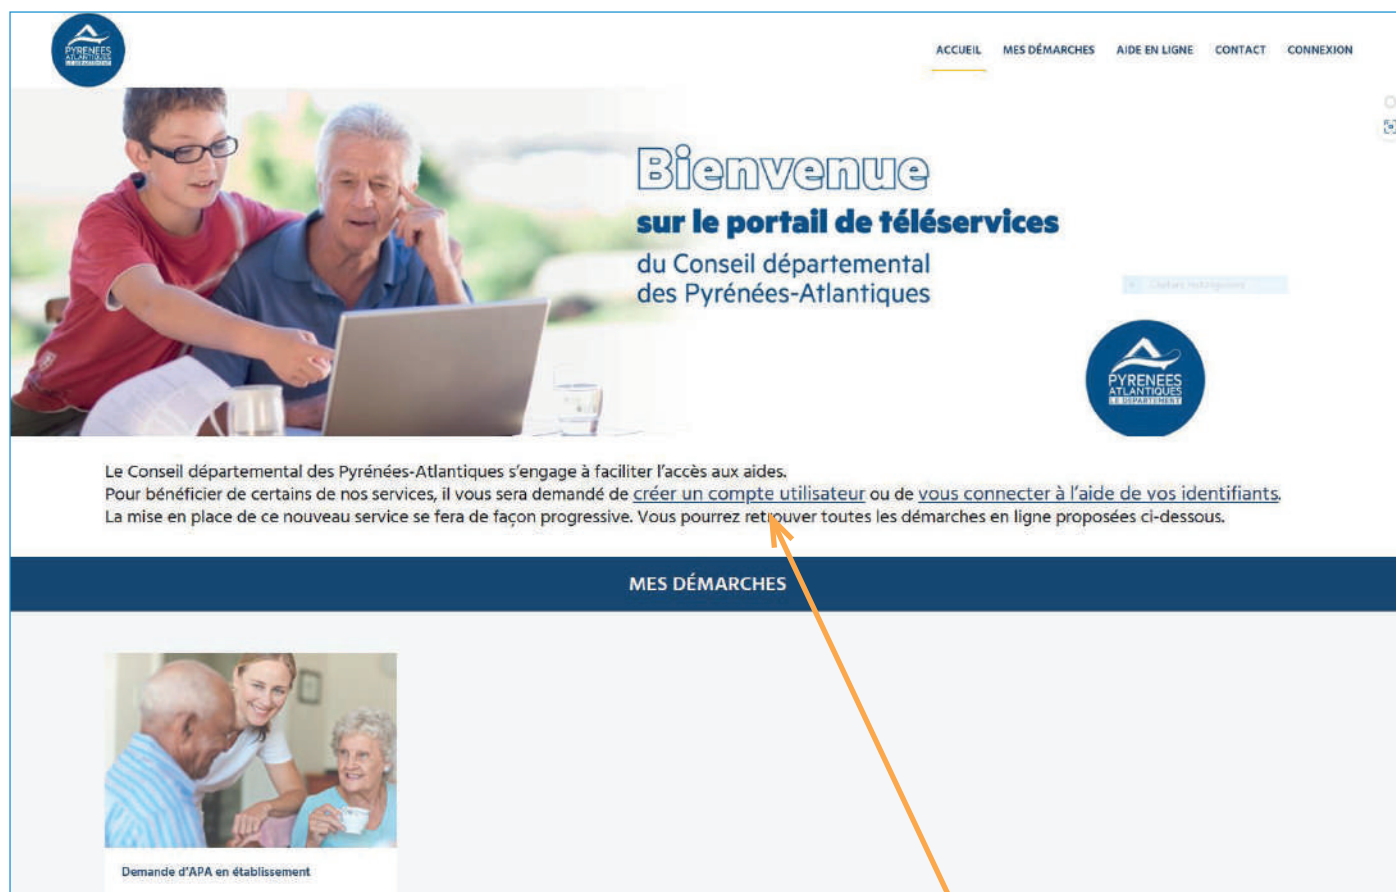 PYRENEES
ATLANTIQUES
LE DEPARTEMENT
ACCUEIL MES DÉMARCHES AIDE EN LIGNE CONTACT CONNEXION
Bienvenue
sur le portail de téléservices
du Conseil départemental
des Pyrénées-Atlantiques
PYRENEES
ATLANTIQUES
LE DEPARTEMENT
Le Conseil départemental des Pyrénées-Atlantiques s’engage à faciliter l’accès aux aides.
Pour bénéficier de certains de nos services, il vous sera demandé de créer un compte utilisateur ou de vous connecter à l’aide de vos identifiants.
La mise en place de ce nouveau service se fera de façon progressive. Vous pourrez retrouver toutes les démarches en ligne proposées ci-dessous.
MES DÉMARCHES
Demande d’APA en établissement